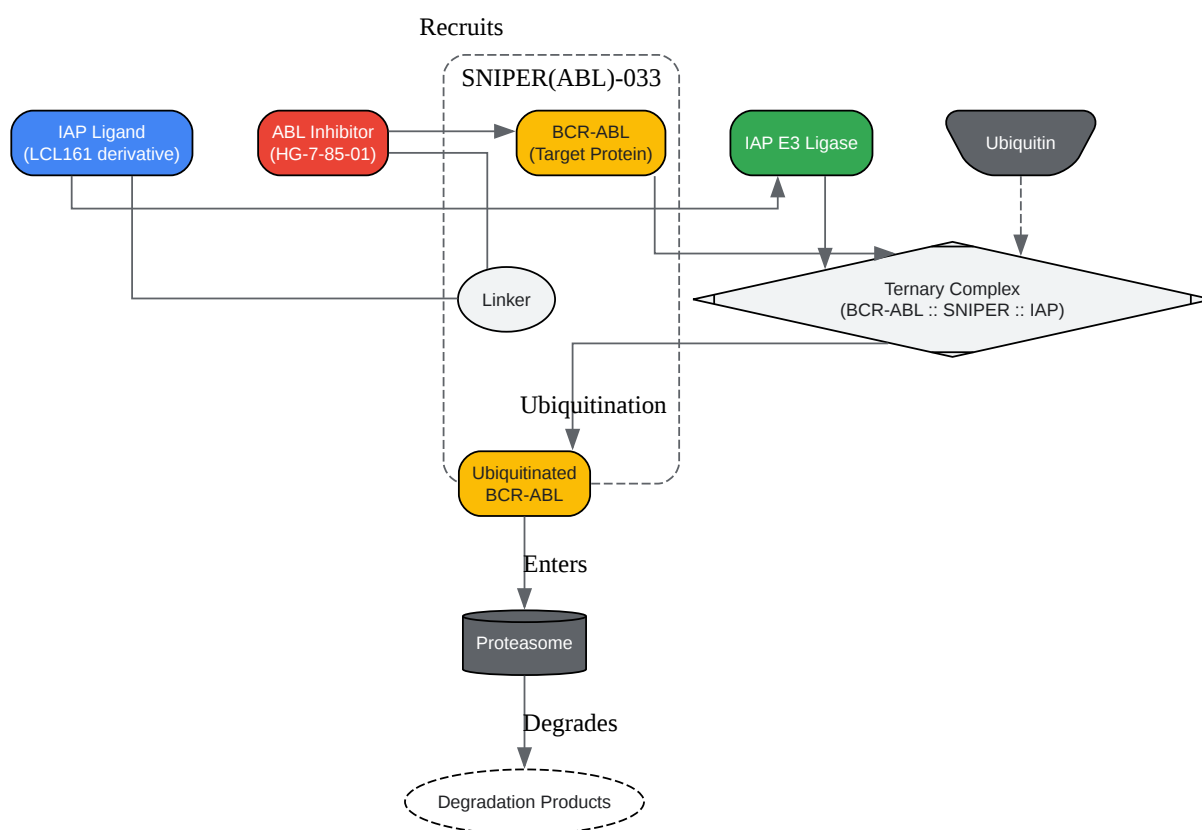 Recruits
SNIPER(ABL)-033
IAP Ligand
(LCL161 derivative)
ABL Inhibitor
(HG-7-85-01)
BCR-ABL
(Target Protein)
IAP E3 Ligase
Ubiquitin
Linker
Ternary Complex
(BCR-ABL :: SNIPER :: IAP)
Ubiquitination
Ubiquitinated
BCR-ABL
Enters
Proteasome
Degrades
Degradation Products